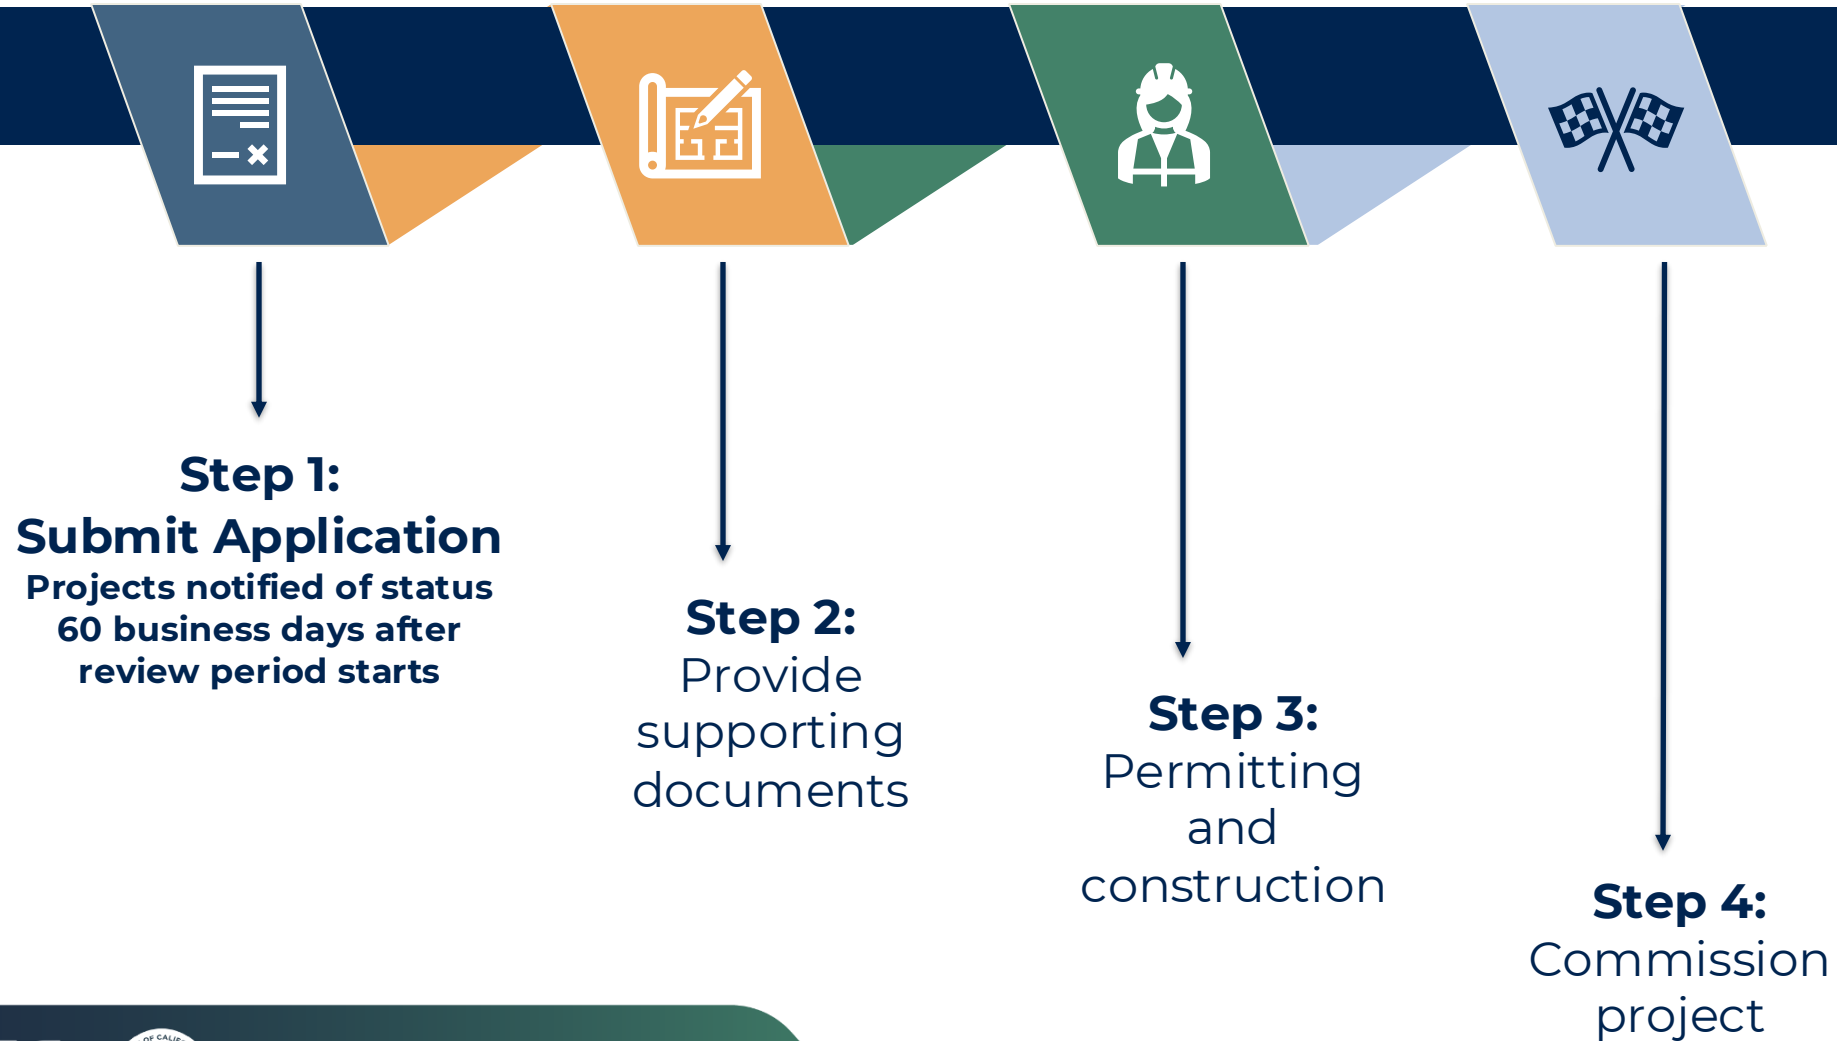 Step 1:
Submit Application
Projects notified of status
60 business days after
review period starts
Step 2:
Provide
supporting
documents
Step 3:
Permitting
and
construction
Step 4:
Commission
project